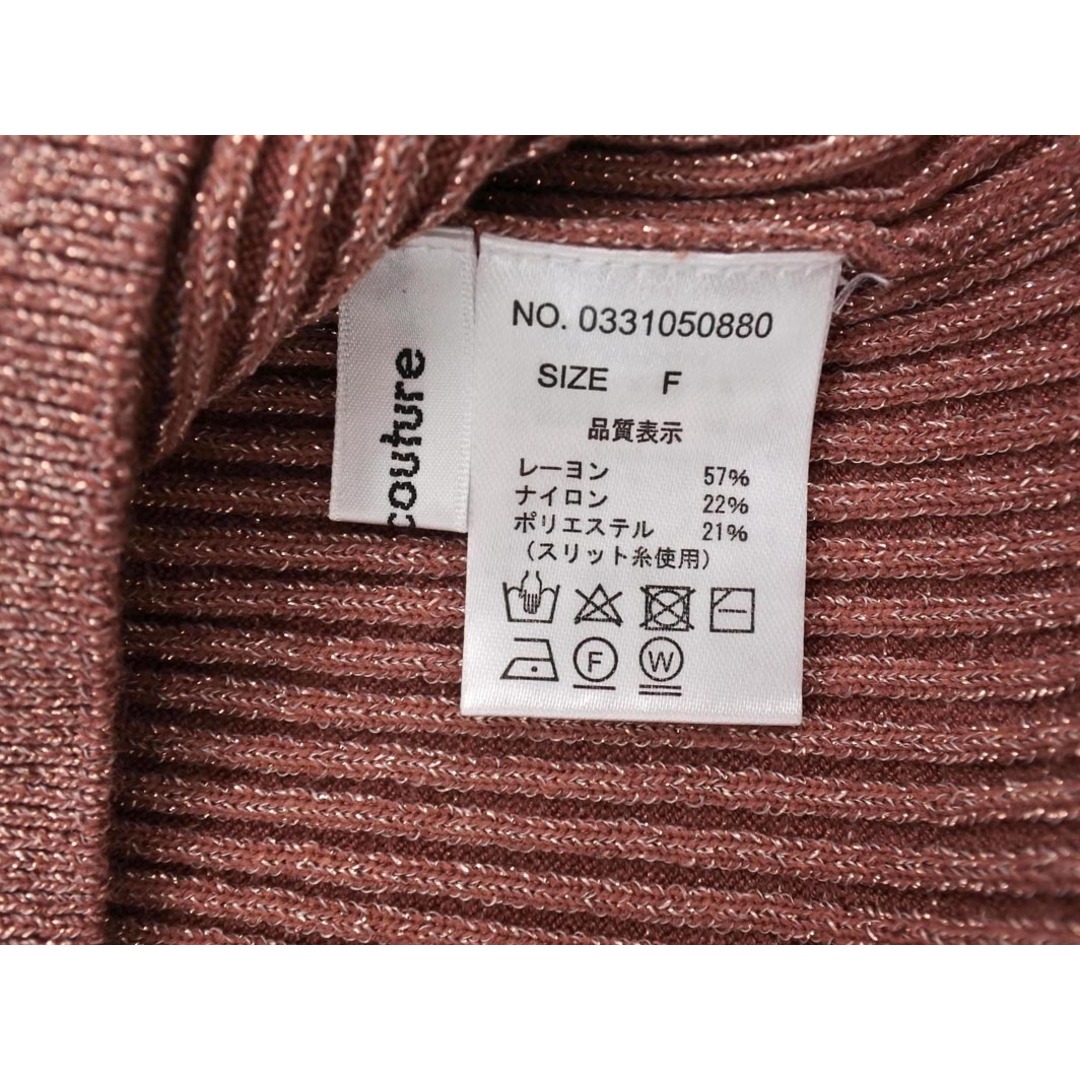 couture
NO. 0331050880
SIZE F
品質表示
レーヨン 57%
ナイロン 22%
ポリエステル 21%
(スリット糸使用)
F W